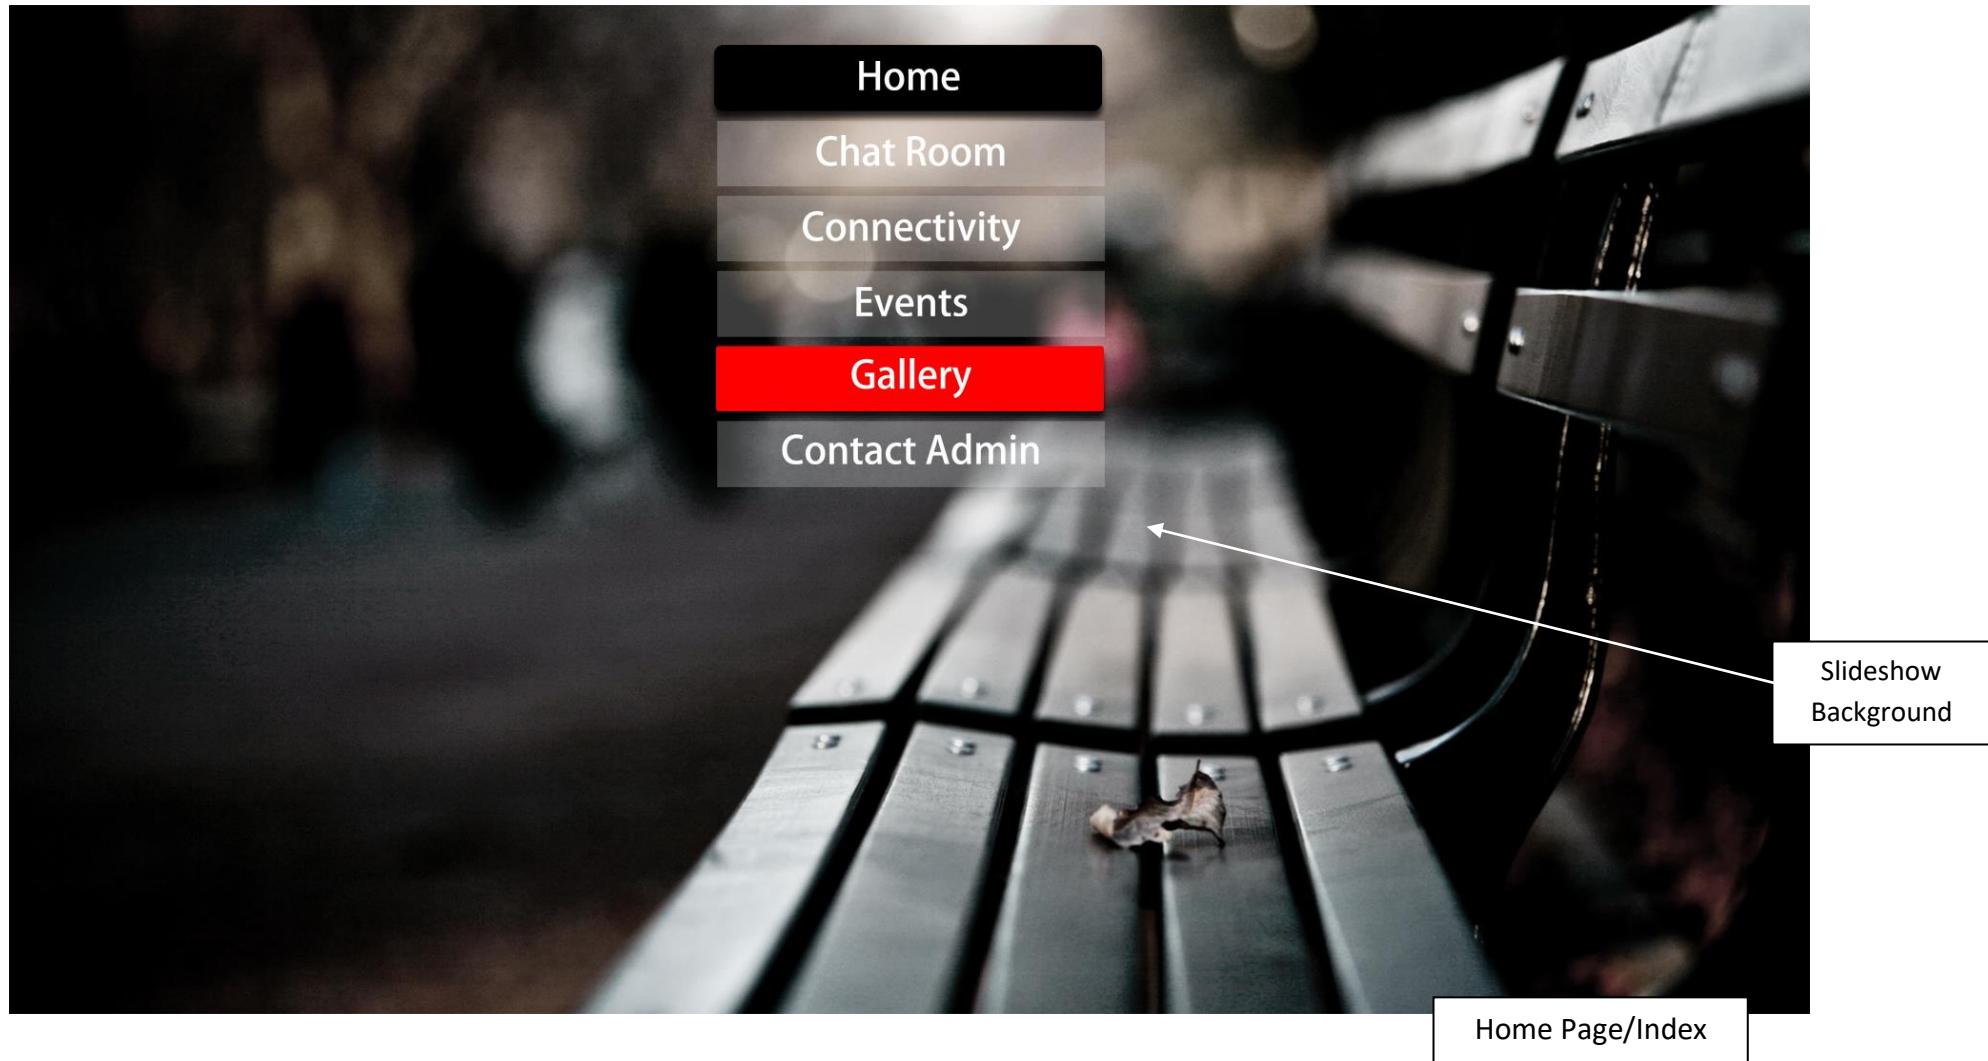 Home
Chat Room
Connectivity
Events
Gallery
Contact Admin
Slideshow
Background
Home Page/Index